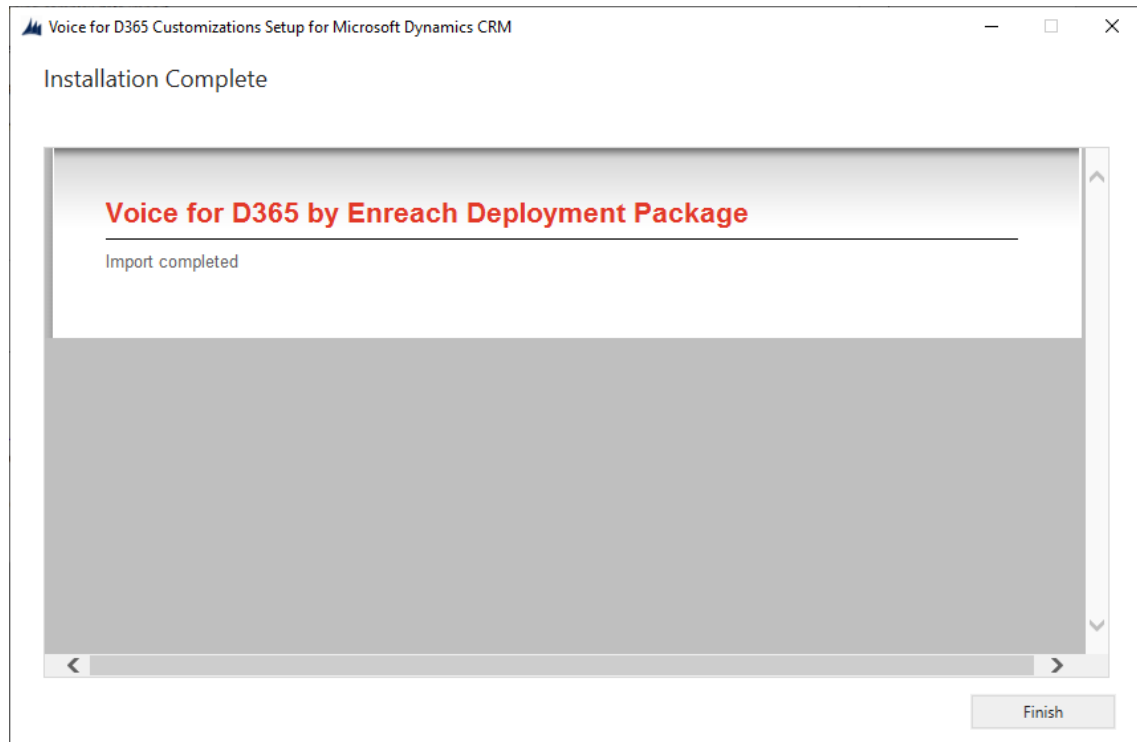 Voice for D365 Customizations Setup for Microsoft Dynamics CRM
Installation Complete
Voice for D365 by Enreach Deployment Package
Import completed
Finish